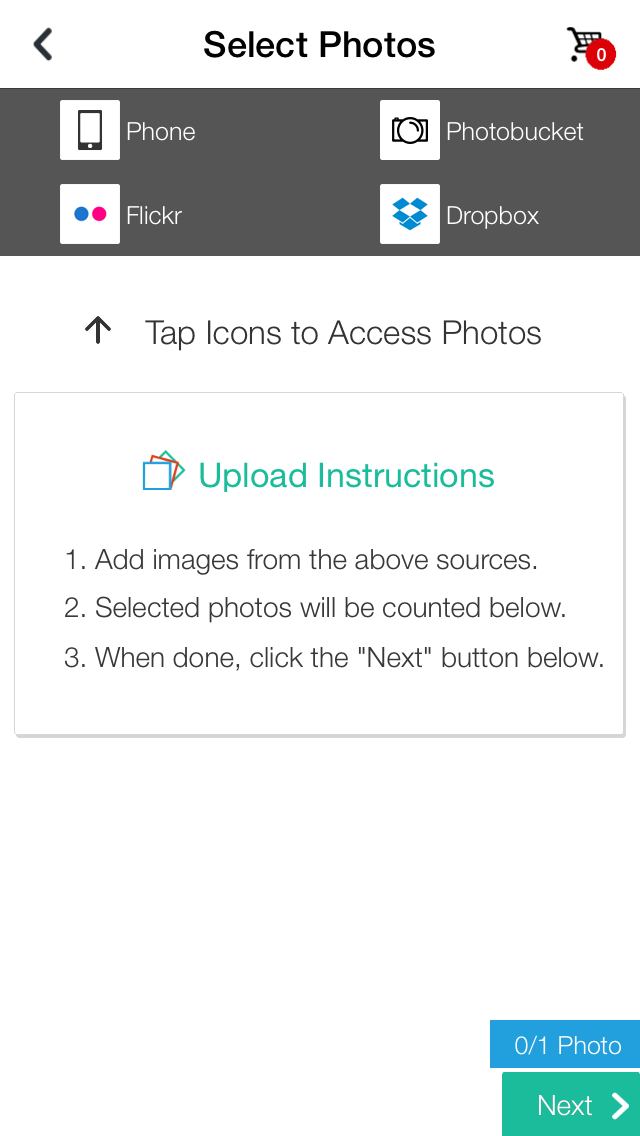 Select Photos
0
Phone
Photobucket
Flickr
Dropbox
Tap Icons to Access Photos
Upload Instructions
1. Add images from the above sources.
2. Selected photos will be counted below.
3. When done, click the "Next" button below.
0/1 Photo
Next